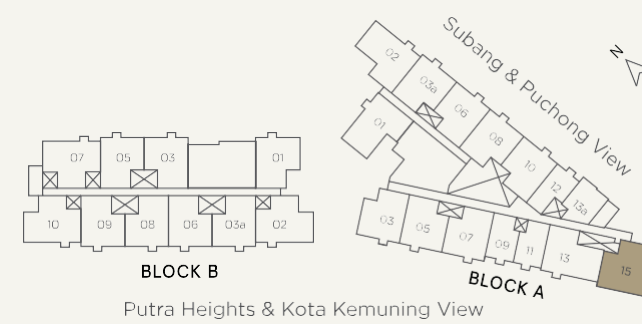 Subang & Puchong View
N
02
03a
06
08
10
12
13a
01
03
05
07
09
11
13
15
BLOCK A
07
05
03
01
10
09
08
06
03a
02
BLOCK B
Putra Heights & Kota Kemuning View